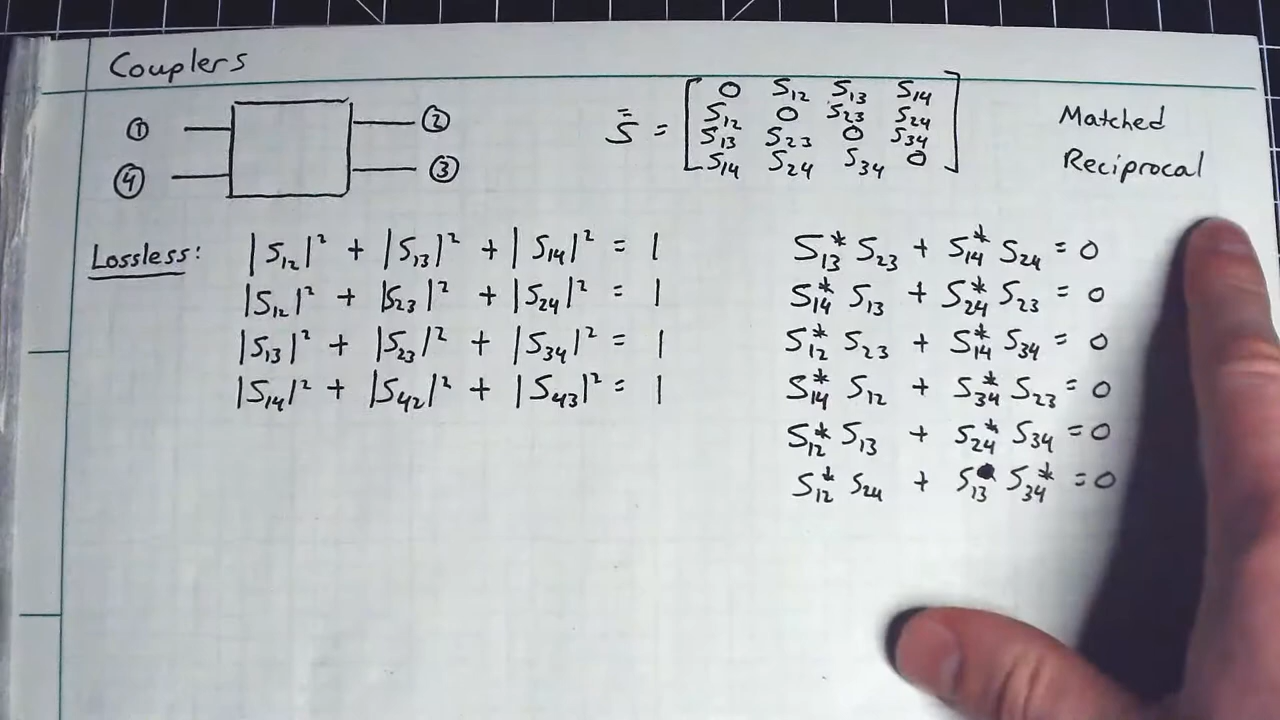 Couplers
① ②
④ ③
S̿ = [ 0 S₁₂ S₁₃ S₁₄
S₁₂ 0 S₂₃ S₂₄
S₁₃ S₂₃ 0 S₃₄
S₁₄ S₂₄ S₃₄ 0 ]
Matched
Reciprocal
Lossless: |S₁₂|² + |S₁₃|² + |S₁₄|² = 1
|S₁₂|² + |S₂₃|² + |S₂₄|² = 1
|S₁₃|² + |S₂₃|² + |S₃₄|² = 1
|S₁₄|² + |S₄₂|² + |S₄₃|² = 1
S₁₃* S₂₃ + S₁₄* S₂₄ = 0
S₁₄* S₁₃ + S₂₄* S₂₃ = 0
S₁₂* S₂₃ + S₁₄* S₃₄ = 0
S₁₄* S₁₂ + S₃₄* S₂₃ = 0
S₁₂* S₁₃ + S₂₄* S₃₄ = 0
S₁₂* S₂₄ + S₁₃ S₃₄* = 0